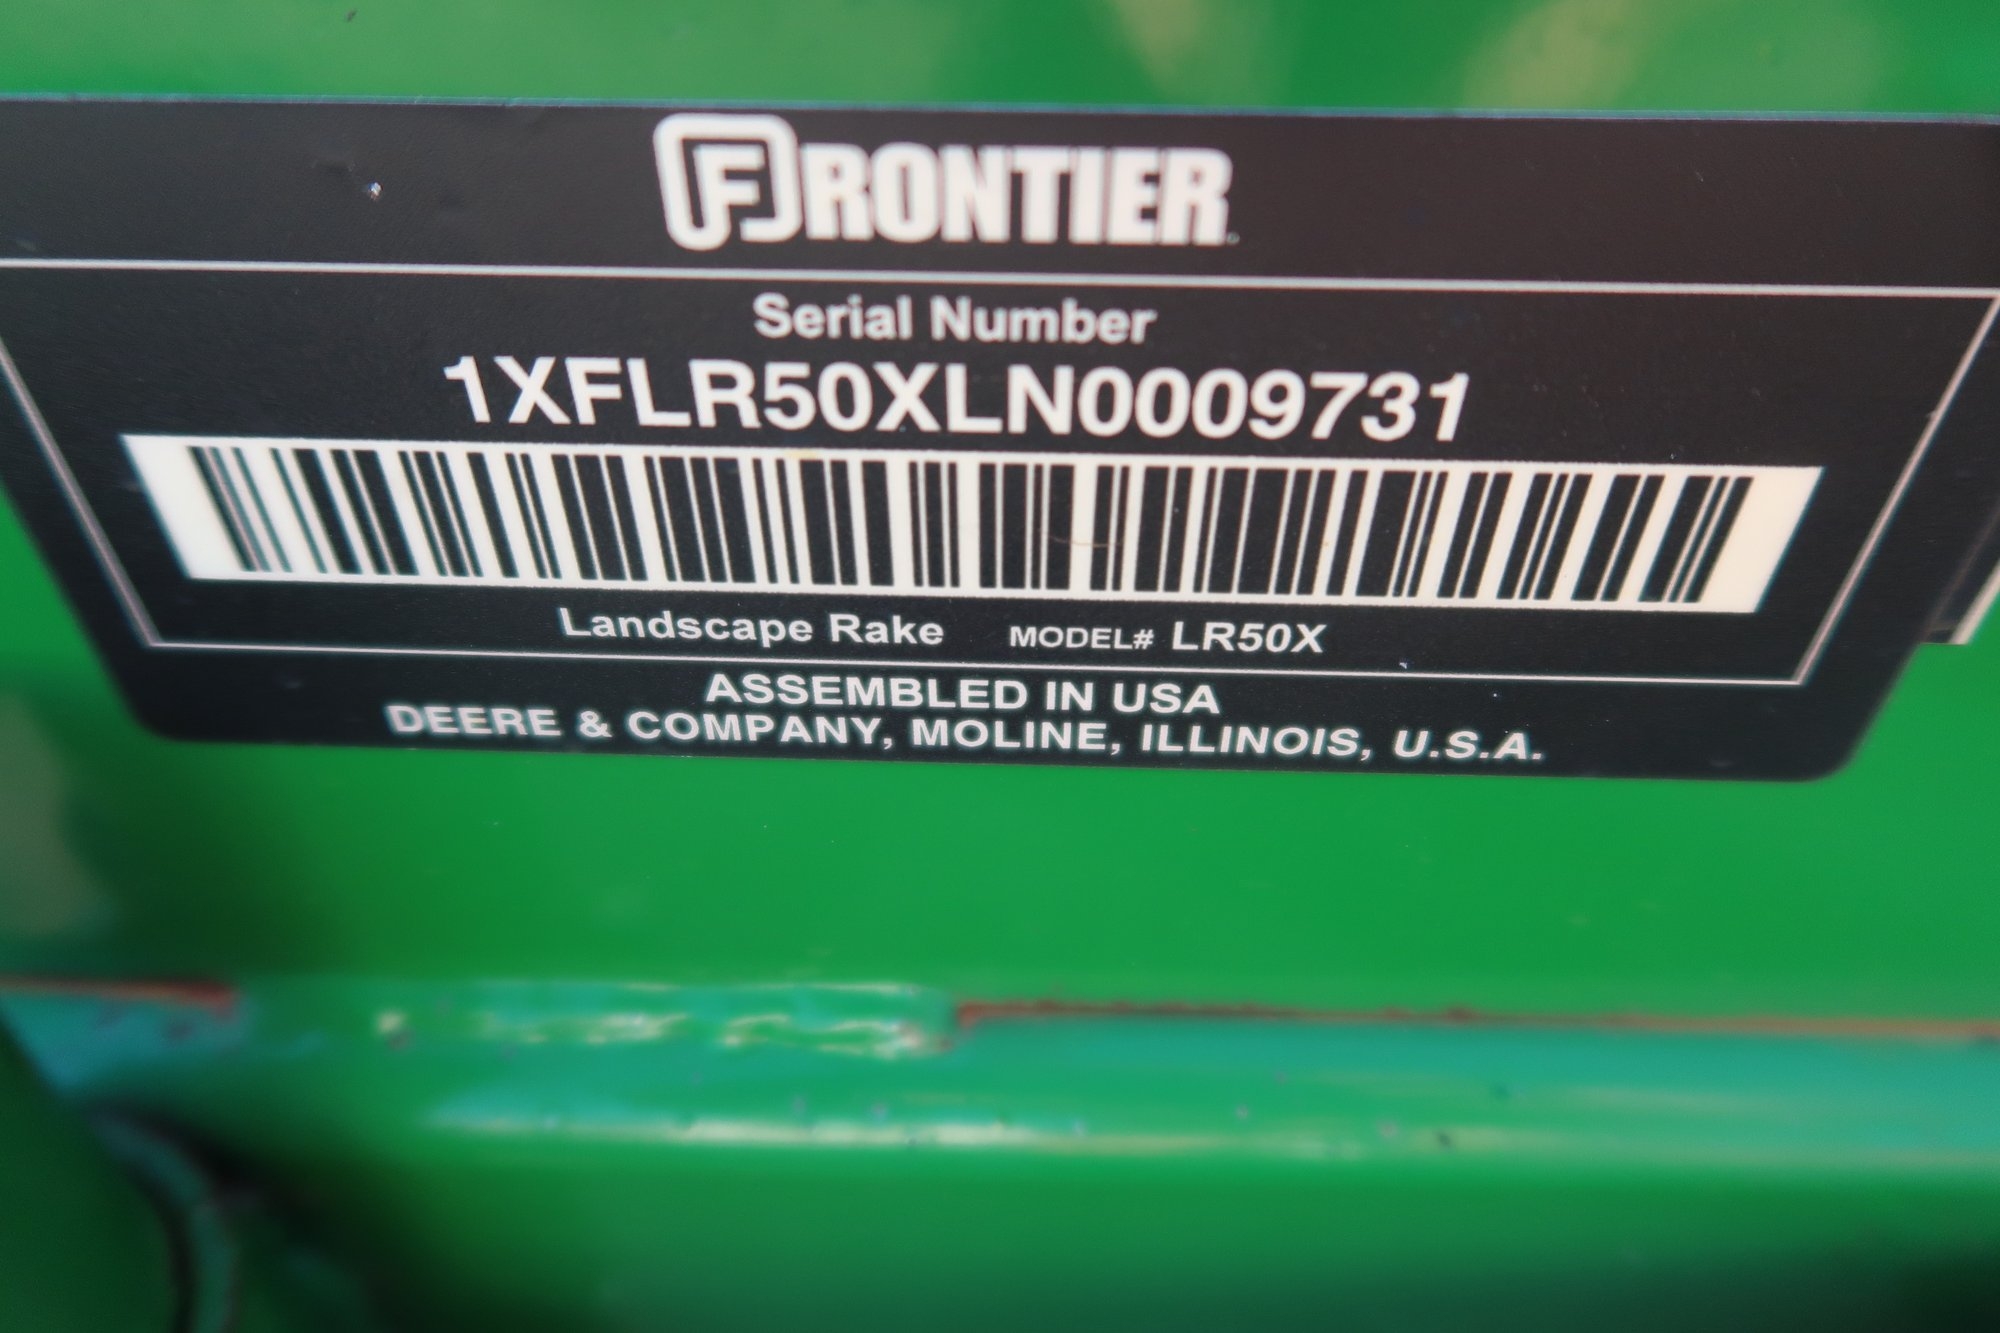 FRONTIER
Serial Number
1XFLR50XLN0009731
Landscape Rake MODEL# LR50X
ASSEMBLED IN USA
DEERE & COMPANY, MOLINE, ILLINOIS, U.S.A.